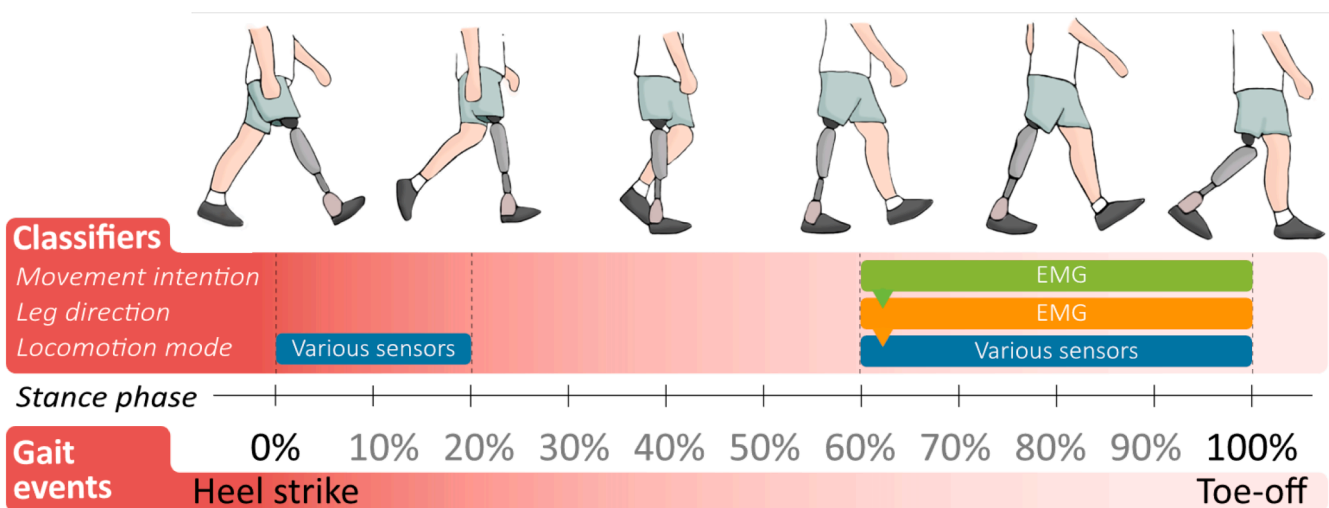 Classifiers
Movement intention
EMG
Leg direction
EMG
Locomotion mode
Various sensors
Various sensors
Stance phase
0% 10% 20% 30% 40% 50% 60% 70% 80% 90% 100%
Gait
events
Heel strike
Toe-off